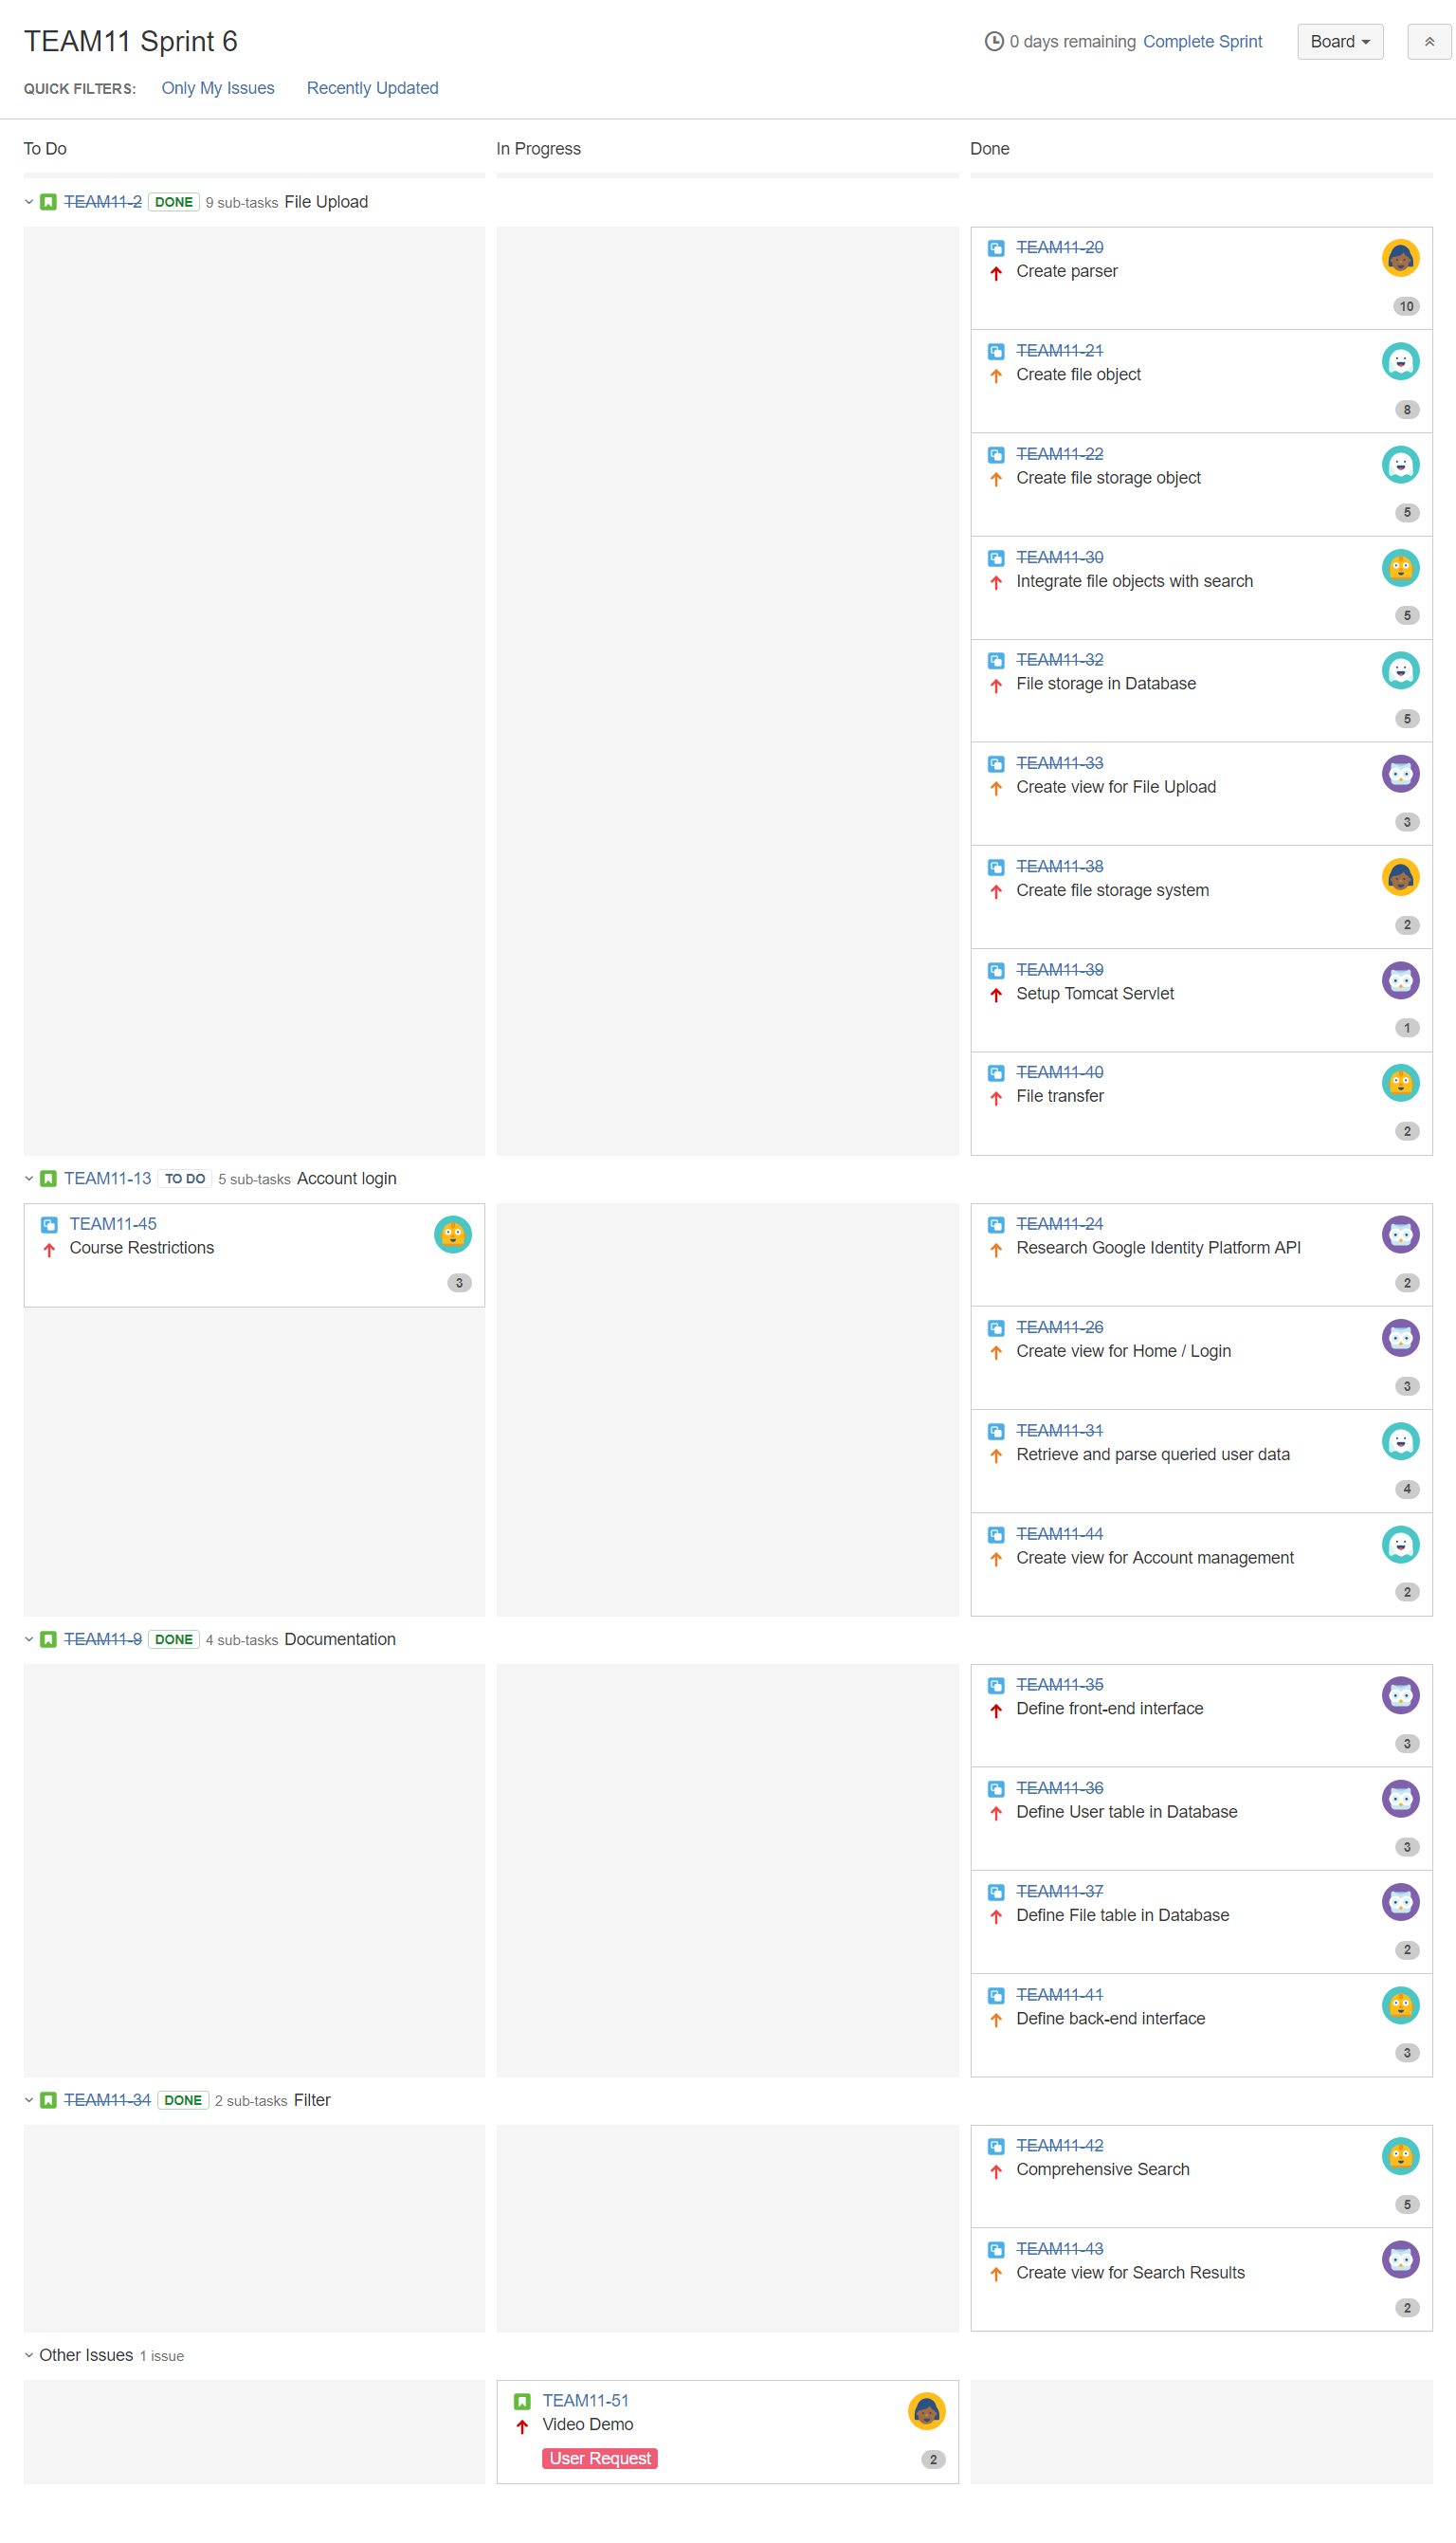 TEAM11 Sprint 6
0 days remaining Complete Sprint Board
QUICK FILTERS: Only My Issues Recently Updated
To Do In Progress Done
TEAM11-2 DONE 9 sub-tasks File Upload
TEAM11-20
Create parser
10
TEAM11-21
Create file object
8
TEAM11-22
Create file storage object
5
TEAM11-30
Integrate file objects with search
5
TEAM11-32
File storage in Database
5
TEAM11-33
Create view for File Upload
3
TEAM11-38
Create file storage system
2
TEAM11-39
Setup Tomcat Servlet
1
TEAM11-40
File transfer
2
TEAM11-13 TO DO 5 sub-tasks Account login
TEAM11-45
Course Restrictions
3
TEAM11-24
Research Google Identity Platform API
2
TEAM11-26
Create view for Home / Login
3
TEAM11-31
Retrieve and parse queried user data
4
TEAM11-44
Create view for Account management
2
TEAM11-9 DONE 4 sub-tasks Documentation
TEAM11-35
Define front-end interface
3
TEAM11-36
Define User table in Database
3
TEAM11-37
Define File table in Database
2
TEAM11-41
Define back-end interface
3
TEAM11-34 DONE 2 sub-tasks Filter
TEAM11-42
Comprehensive Search
5
TEAM11-43
Create view for Search Results
2
Other Issues 1 issue
TEAM11-51
Video Demo
User Request 2